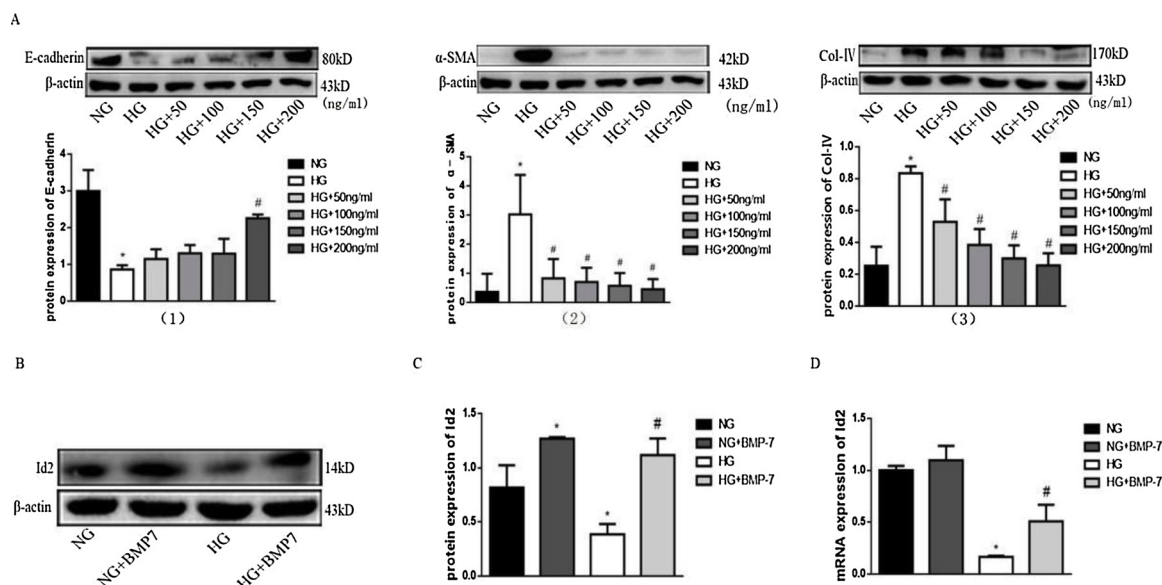 A
E-cadherin
80kD
β-actin
43kD
(ng/ml)
NG
HG
HG+50
HG+100
HG+150
HG+200
protein expression of E-cadherin
4
3
2
1
0
*
#
NG
HG
HG+50ng/ml
HG+100ng/ml
HG+150ng/ml
HG+200ng/ml
(1)
α-SMA
42kD
β-actin
43kD
(ng/ml)
NG
HG
HG+50
HG+100
HG+150
HG+200
protein expression of α- SMA
5
4
3
2
1
0
*
#
#
#
#
NG
HG
HG+50ng/ml
HG+100ng/ml
HG+150ng/ml
HG+200ng/ml
(2)
Col-IV
170kD
β-actin
43kD
(ng/ml)
NG
HG
HG+50
HG+100
HG+150
HG+200
protein expression of Col-IV
1.0
0.8
0.6
0.4
0.2
0.0
*
#
#
#
#
NG
HG
HG+50ng/ml
HG+100ng/ml
HG+150ng/ml
HG+200ng/ml
(3)
B
Id2
14kD
β-actin
43kD
NG
NG+BMP7
HG
HG+BMP7
C
protein expression of Id2
1.5
1.0
0.5
0.0
*
*
#
NG
NG+BMP-7
HG
HG+BMP-7
D
mRNA expression of Id2
1.5
1.0
0.5
0.0
*
#
NG
NG+BMP-7
HG
HG+BMP-7